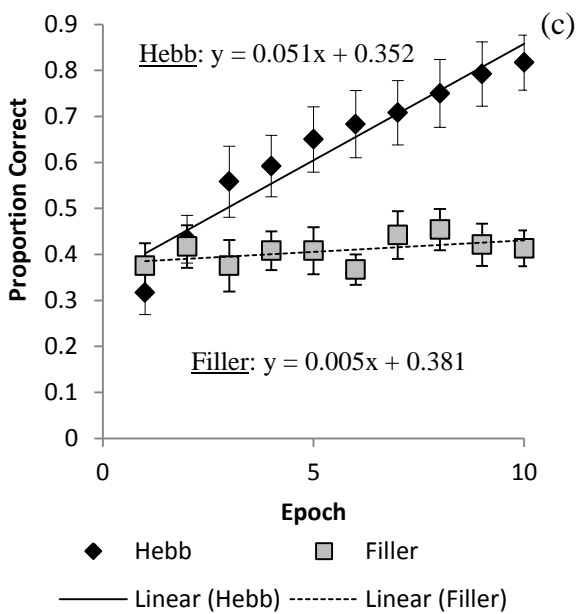 (c)
Hebb: y = 0.051x + 0.352
Proportion Correct
0.9
0.8
0.7
0.6
0.5
0.4
0.3
0.2
0.1
0
Filler: y = 0.005x + 0.381
0 5 10
Epoch
Hebb Filler
Linear (Hebb) Linear (Filler)